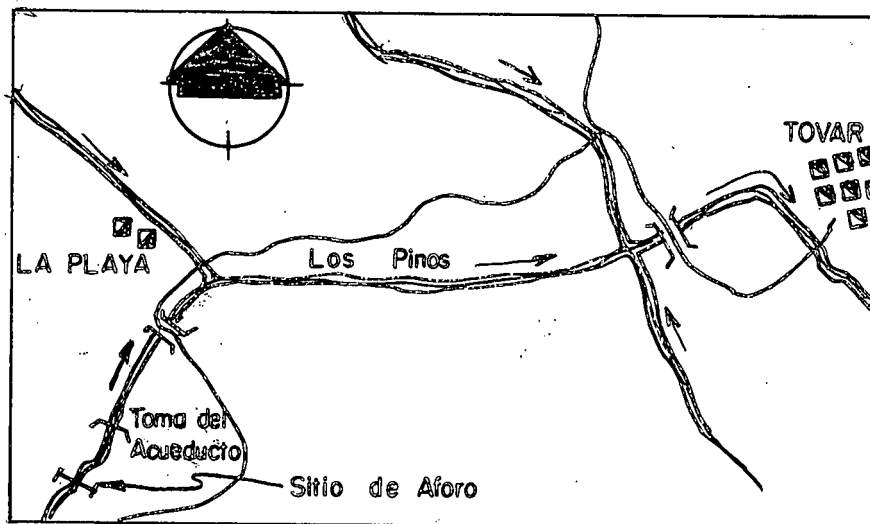 TOVAR
LA PLAYA
Los Pinos
Toma del
Acueducto
Sitio de Aforo